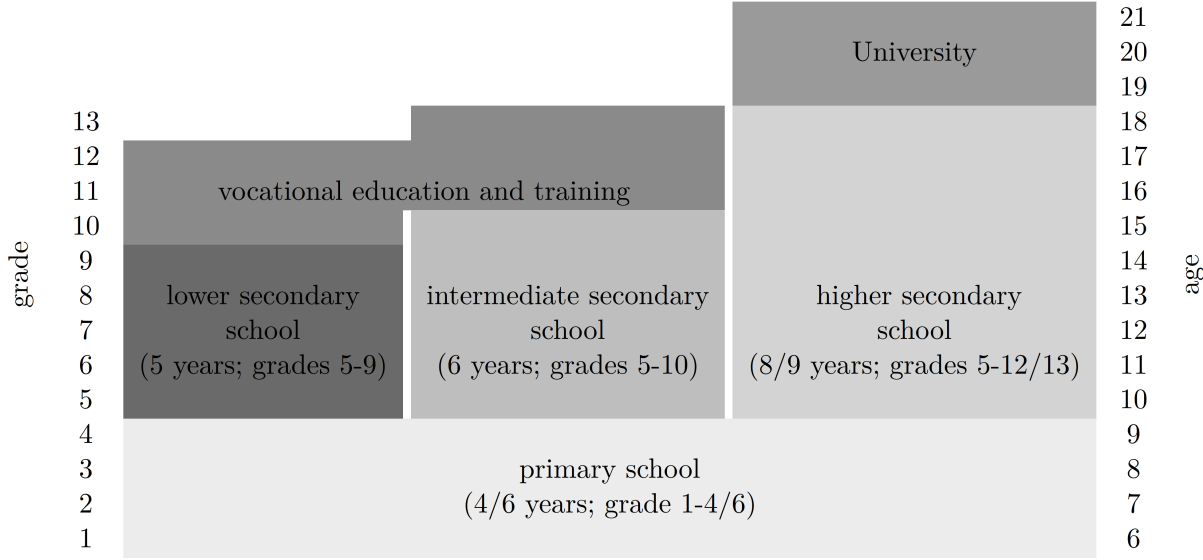 21
University
20
19
13
18
12
17
vocational education and training
11
16
10
15
grade
9
14
age
lower secondary
intermediate secondary
higher secondary
8
13
school
school
school
7
12
(5 years; grades 5-9)
(6 years; grades 5-10)
(8/9 years; grades 5-12/13)
6
11
5
10
4
9
primary school
3
8
(4/6 years; grade 1-4/6)
2
7
1
6